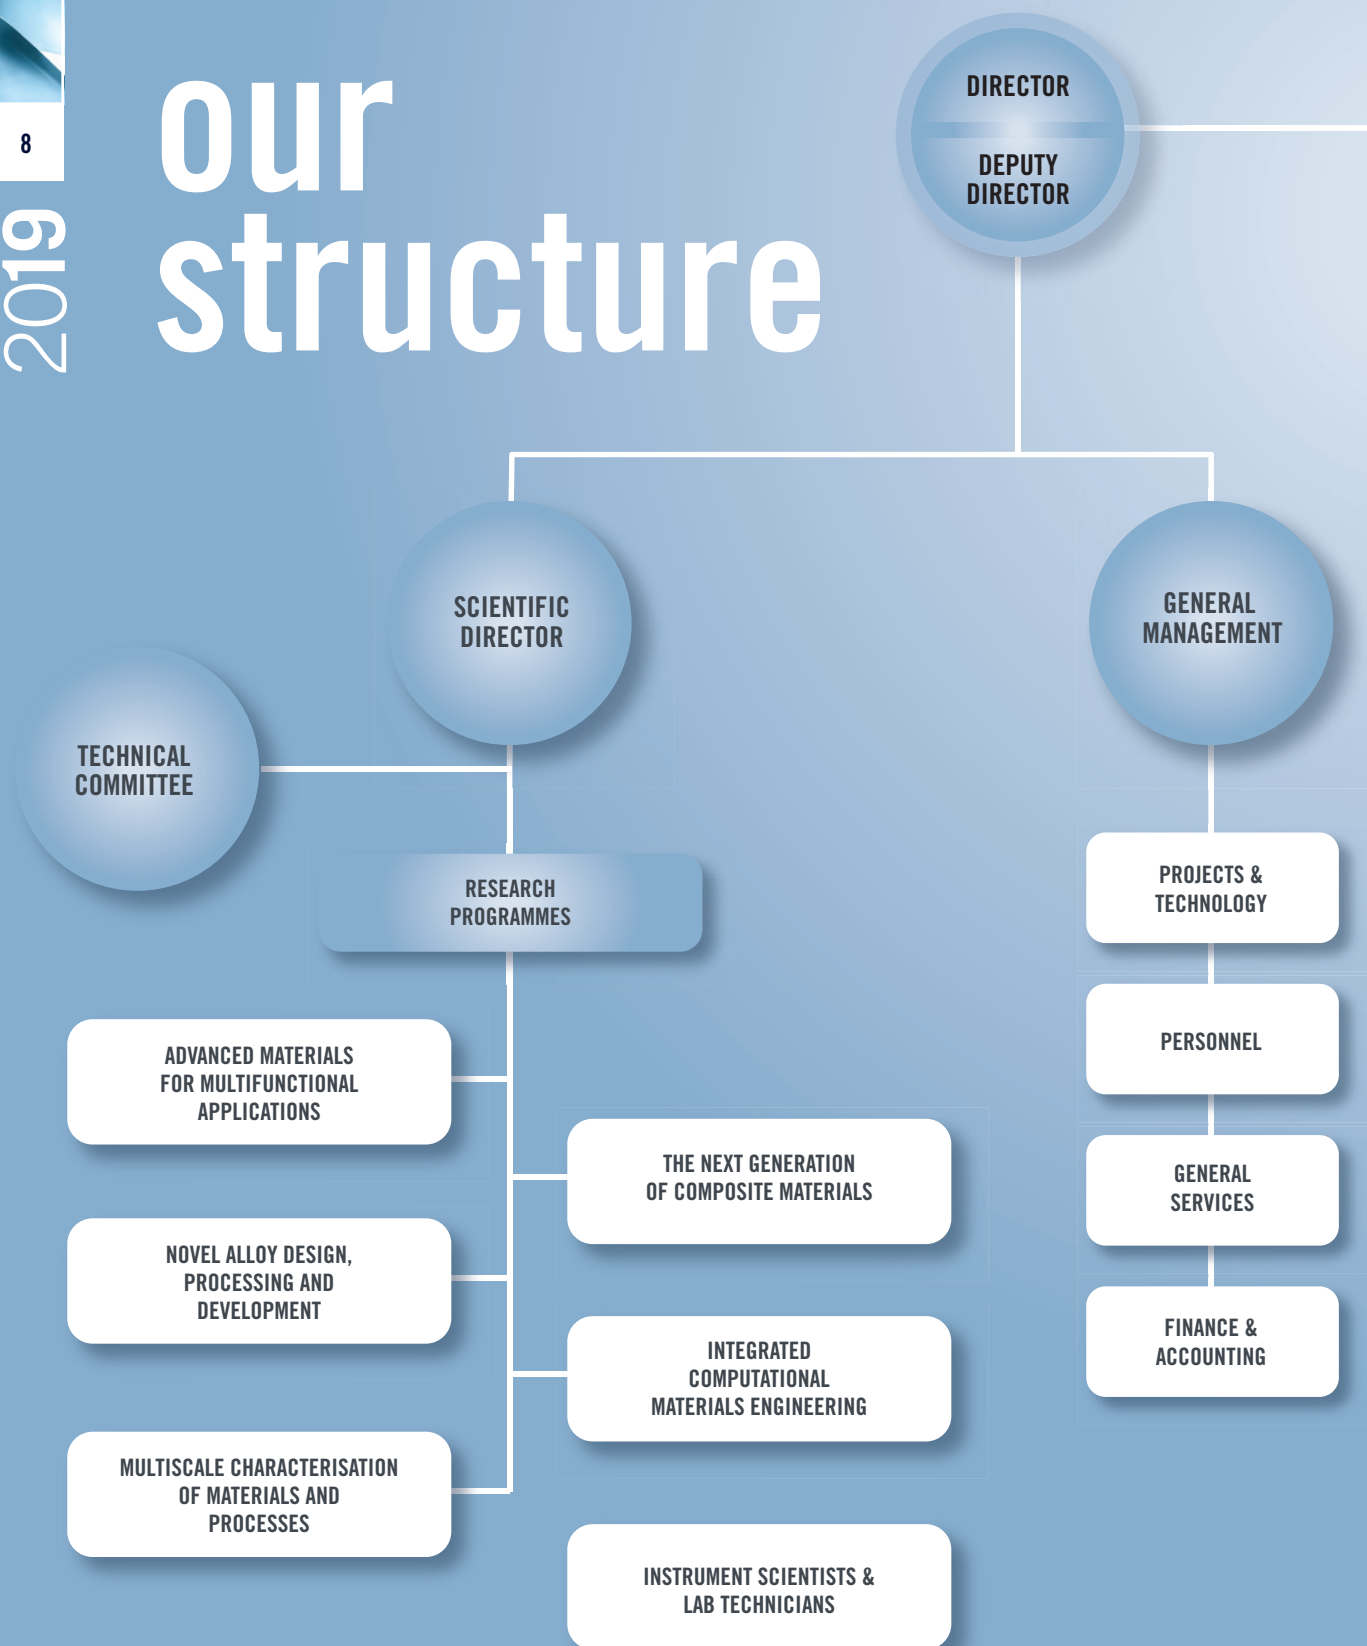 8
2019
our
structure
DIRECTOR
DEPUTY
DIRECTOR
SCIENTIFIC
DIRECTOR
GENERAL
MANAGEMENT
TECHNICAL
COMMITTEE
RESEARCH
PROGRAMMES
PROJECTS &
TECHNOLOGY
PERSONNEL
GENERAL
SERVICES
FINANCE &
ACCOUNTING
ADVANCED MATERIALS
FOR MULTIFUNCTIONAL
APPLICATIONS
THE NEXT GENERATION
OF COMPOSITE MATERIALS
NOVEL ALLOY DESIGN,
PROCESSING AND
DEVELOPMENT
INTEGRATED
COMPUTATIONAL
MATERIALS ENGINEERING
MULTISCALE CHARACTERISATION
OF MATERIALS AND
PROCESSES
INSTRUMENT SCIENTISTS &
LAB TECHNICIANS